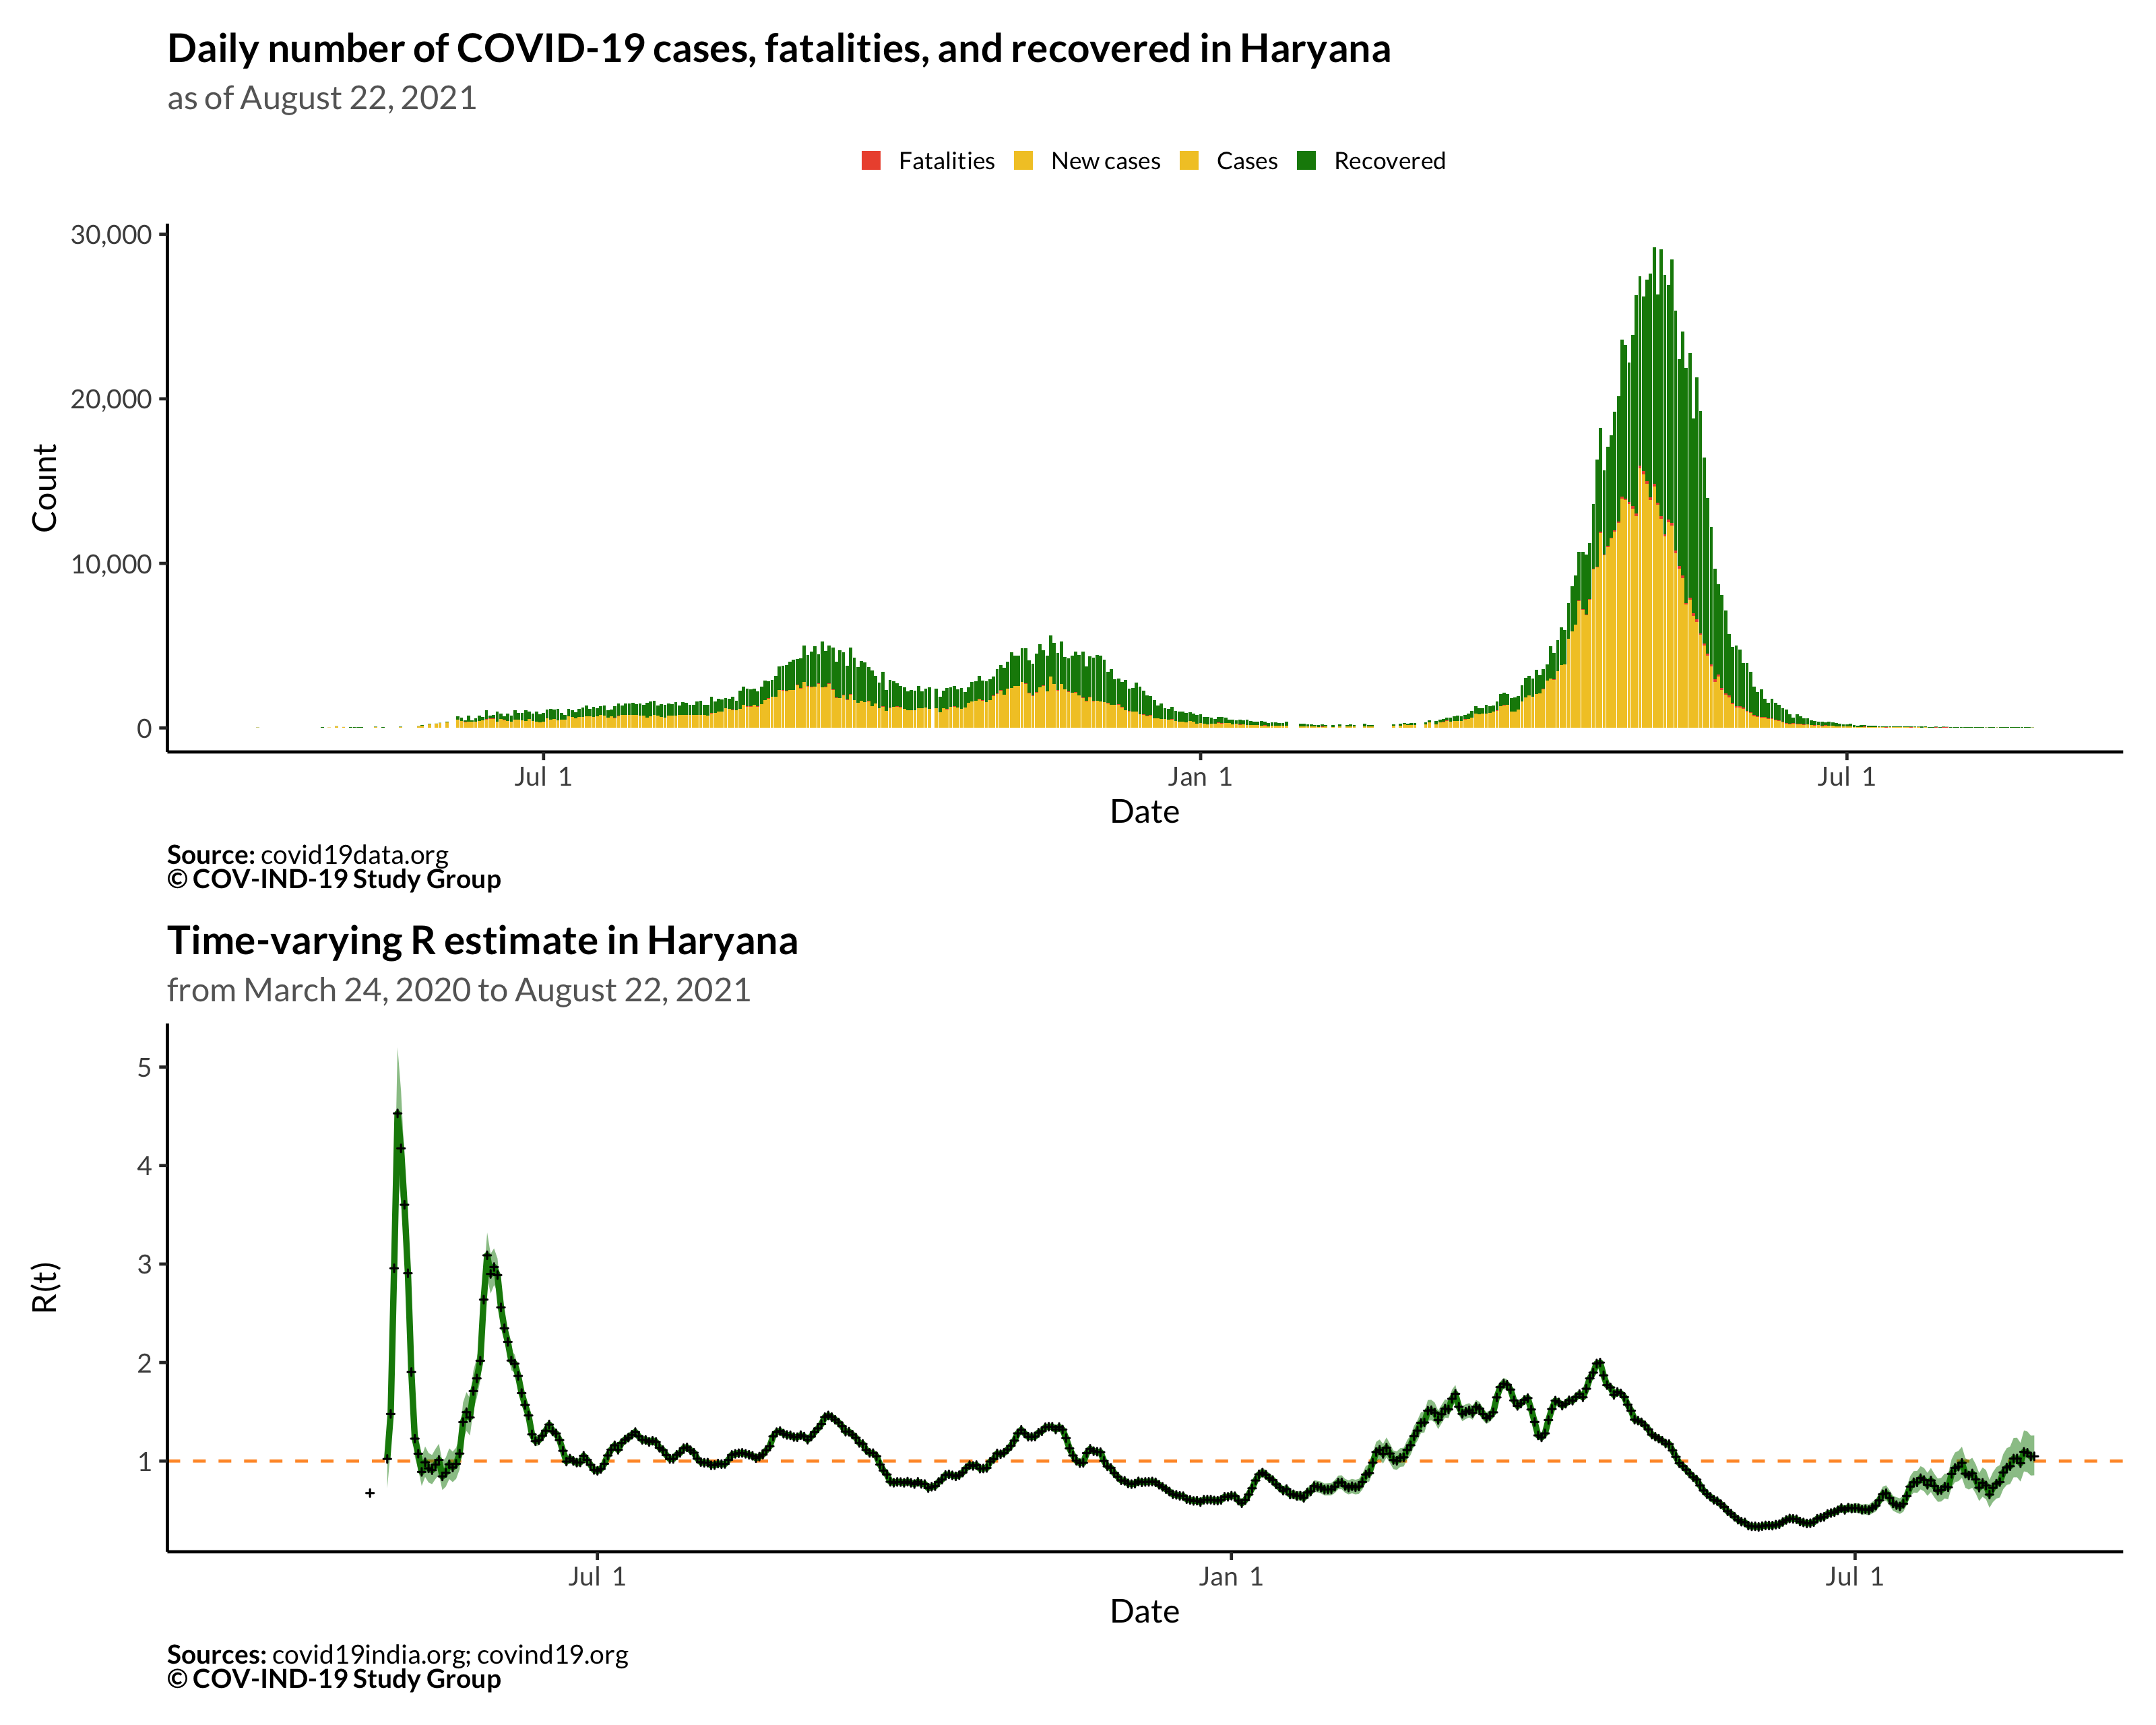 Daily number of COVID-19 cases, fatalities, and recovered in Haryana
as of August 22, 2021
Fatalities New cases Cases Recovered
30,000
20,000
10,000
0
Count
Jul 1 Jan 1 Jul 1
Date
Source: covid19data.org
© COV-IND-19 Study Group
Time-varying R estimate in Haryana
from March 24, 2020 to August 22, 2021
5
4
3
2
1
R(t)
Jul 1 Jan 1 Jul 1
Date
Sources: covid19india.org; covind19.org
© COV-IND-19 Study Group